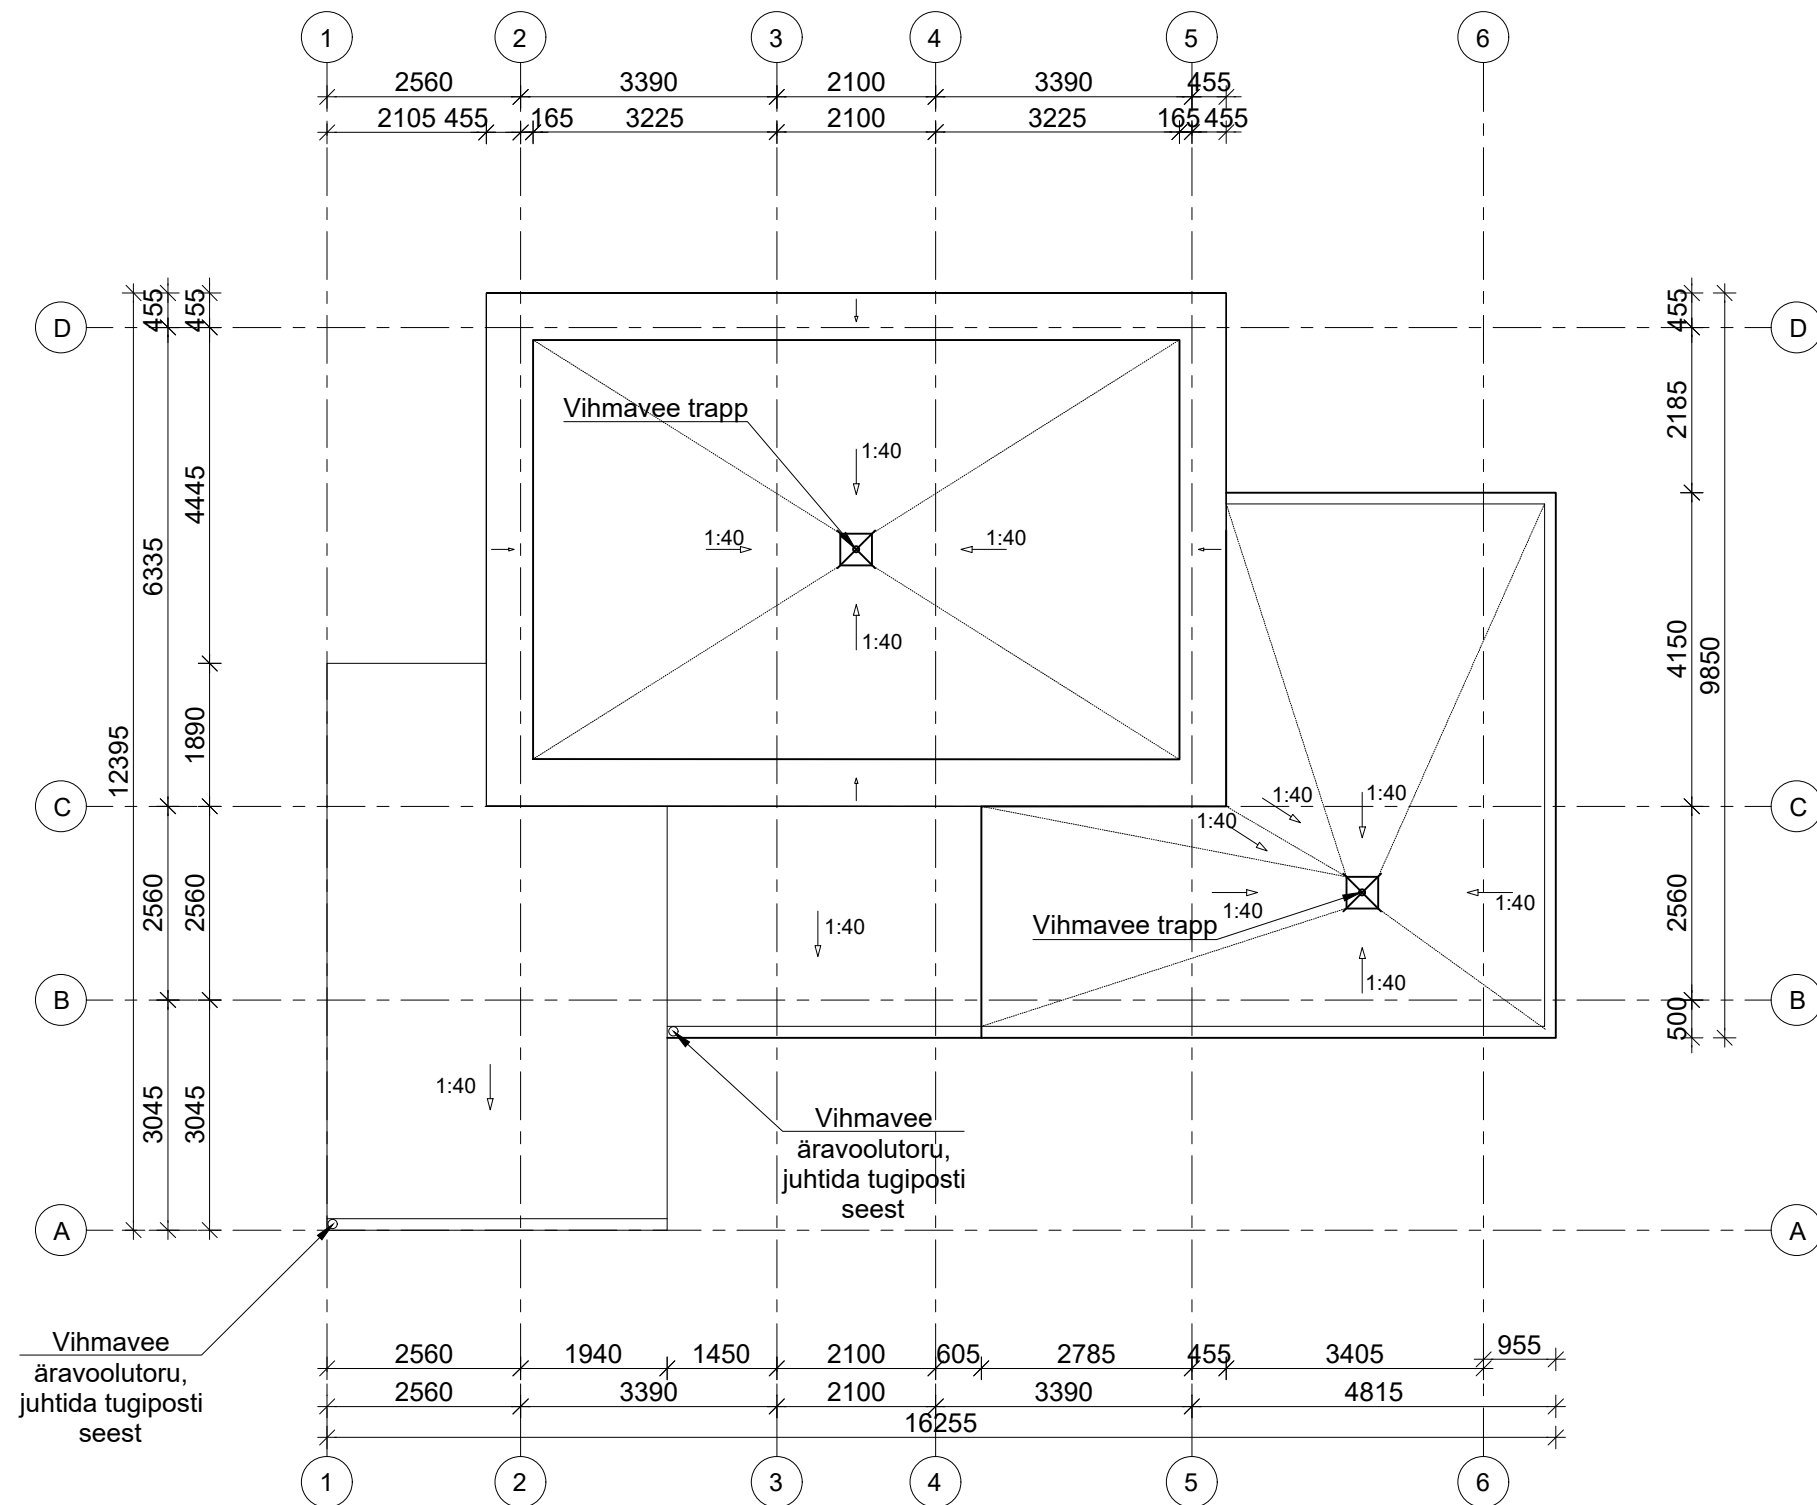 1 2 3 4 5 6
2560 3390 2100 3390 455
2105 455 165 3225 2100 3225 165 455
D 455 455 455 D
2185
Vihmavee trapp
4445
1:40
6335
1:40 1:40
1:40
4150
9850
1890
12395
C 1:40 1:40 C
1:40
2560 2560 2560
1:40 1:40
Vihmavee trapp
1:40
1:40
B 500 B
1:40
3045 3045
Vihmavee
äravoolutoru,
juhtida tugiposti
seest
A A
Vihmavee
äravoolutoru,
juhtida tugiposti
seest
2560 1940 1450 2100 605 2785 455 3405 955
2560 3390 2100 3390 4815
16255
1 2 3 4 5 6